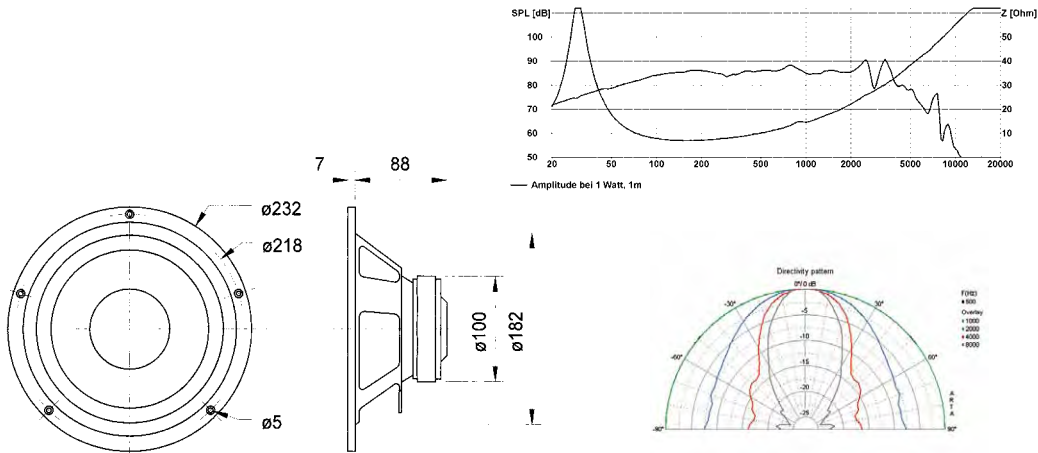 SPL [dB]
Z [Ohm]
100
90
80
70
60
50
50
40
30
20
10
20
50
100
200
500
1000
2000
5000
10000
20000
Amplitude bei 1 Watt, 1m
7
88
ø232
ø218
ø5
ø100
ø182
Directivity pattern
0°/0 dB
-30°
30°
-60°
60°
-90°
90°
-5
-10
-15
-20
-25
F(Hz)
500
Overlay
1000
2000
4000
8000
A
R
T
A